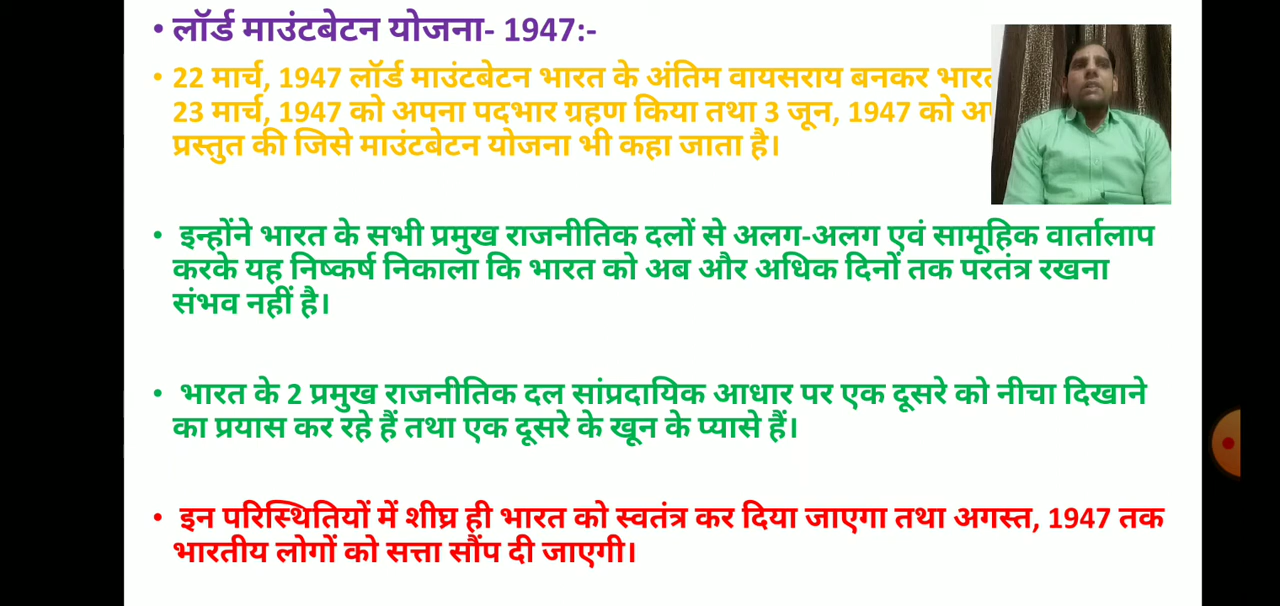 • लॉर्ड माउंटबेटन योजना- 1947:-
• 22 मार्च, 1947 लॉर्ड माउंटबेटन भारत के अंतिम वायसराय बनकर
23 मार्च, 1947 को अपना पदभार ग्रहण किया तथा 3 जून, 1947 को
प्रस्तुत की जिसे माउंटबेटन योजना भी कहा जाता है।
• इन्होंने भारत के सभी प्रमुख राजनीतिक दलों से अलग-अलग एवं सामूहिक वार्तालाप
करके यह निष्कर्ष निकाला कि भारत को अब और अधिक दिनों तक परतंत्र रखना
संभव नहीं है।
• भारत के 2 प्रमुख राजनीतिक दल सांप्रदायिक आधार पर एक दूसरे को नीचा दिखाने
का प्रयास कर रहे हैं तथा एक दूसरे के खून के प्यासे हैं।
• इन परिस्थितियों में शीघ्र ही भारत को स्वतंत्र कर दिया जाएगा तथा अगस्त, 1947 तक
भारतीय लोगों को सत्ता सौंप दी जाएगी।